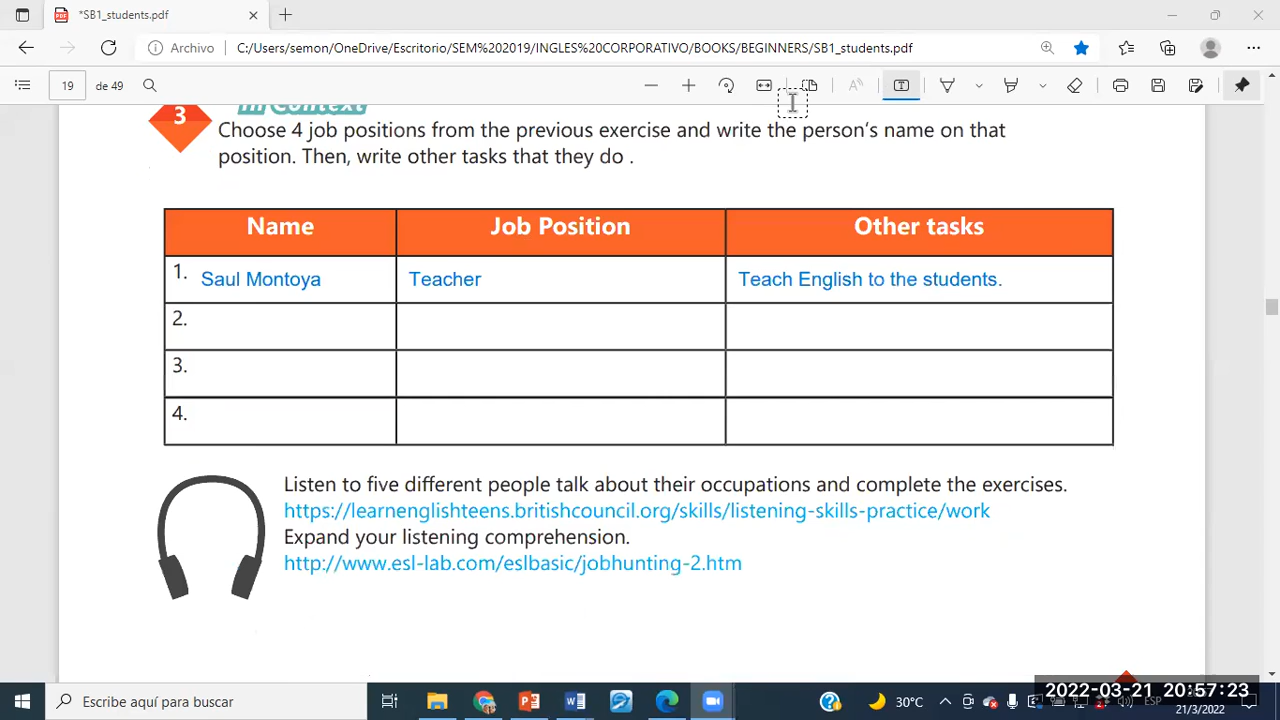 *SB1_students.pdf
Archivo
C:/Users/semon/OneDrive/Escritorio/SEM%202019/INGLES%20CORPORATIVO/BOOKS/BEGINNERS/SB1_students.pdf
19 de 49
3 In Context
Choose 4 job positions from the previous exercise and write the person's name on that
position. Then, write other tasks that they do .
Name Job Position Other tasks
1. Saul Montoya Teacher Teach English to the students.
2.
3.
4.
Listen to five different people talk about their occupations and complete the exercises.
https://learnenglishteens.britishcouncil.org/skills/listening-skills-practice/work
Expand your listening comprehension.
http://www.esl-lab.com/eslbasic/jobhunting-2.htm
2022-03-21 20:57:23
Escribe aquí para buscar
30°C
ESP
21/3/2022